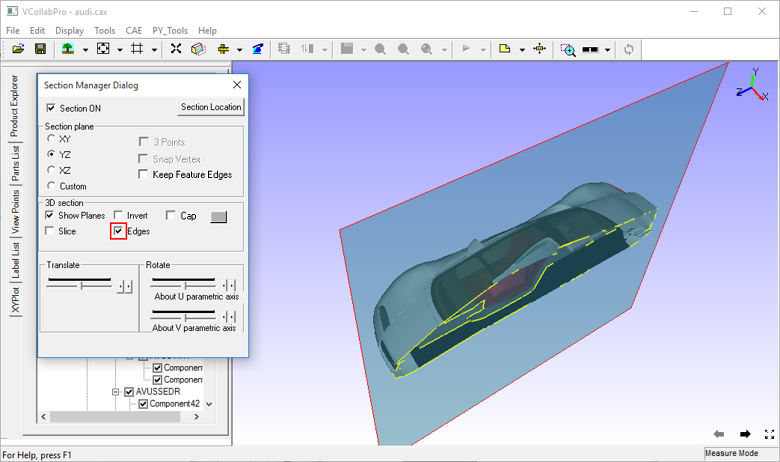 VCollabPro - audi.cax
File Edit Display Tools CAE PY_Tools Help
Product Explorer
Parts List
View Points
Label List
XYPlot
Section Manager Dialog
Section ON
Section Location
Section plane
XY
3 Points
YZ
Snap Vertex
XZ
Keep Feature Edges
Custom
3D section
Show Planes Invert Cap
Slice Edges
Translate
Rotate
About U parametric axis
About V parametric axis
Component
Component
AVUSSEDR
Component42
Y
Z
X
For Help, press F1
Measure Mode